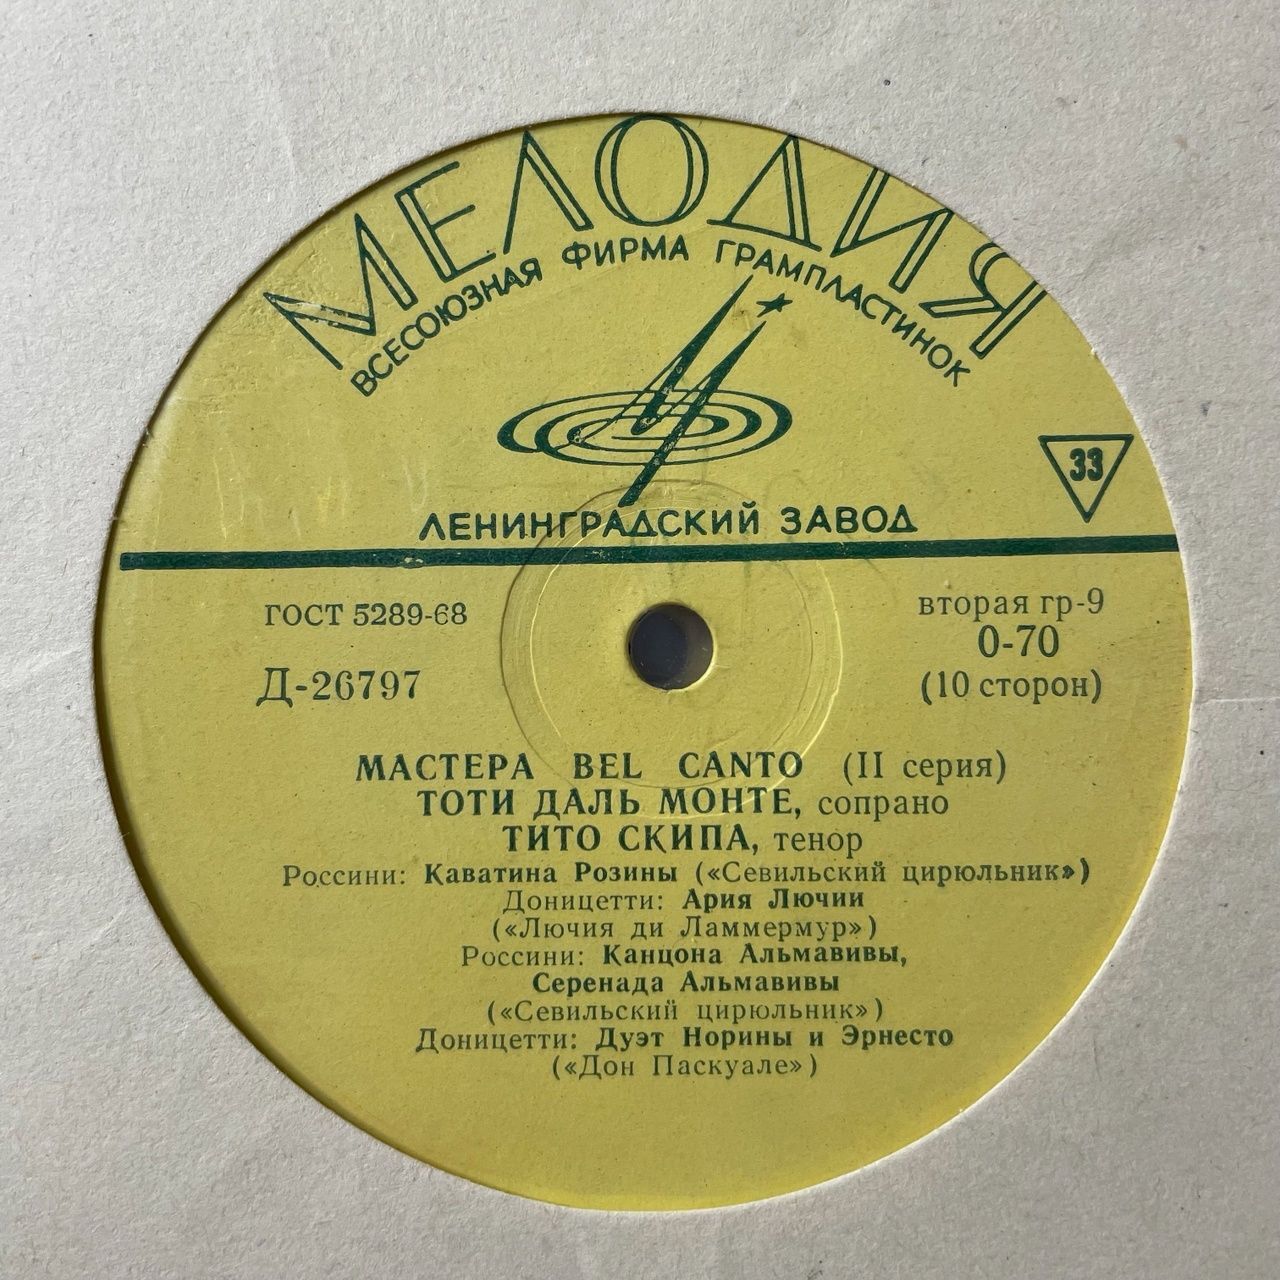 МЕЛОДИЯ
ВСЕСОЮЗНАЯ ФИРМА ГРАМПЛАСТИНОК
33
ЛЕНИНГРАДСКИЙ ЗАВОД
ГОСТ 5289-68
вторая гр-9
0-70
Д-26797
(10 сторон)
МАСТЕРА BEL CANTO (II серия)
ТОТИ ДАЛЬ МОНТЕ, сопрано
ТИТО СКИПА, тенор
Россини: Каватина Розины («Севильский цирюльник»)
Доницетти: Ария Лючии
(«Лючия ди Ламмермур»)
Россини: Канцона Альмавивы,
Серенада Альмавивы
(«Севильский цирюльник»)
Доницетти: Дуэт Норины и Эрнесто
(«Дон Паскуале»)